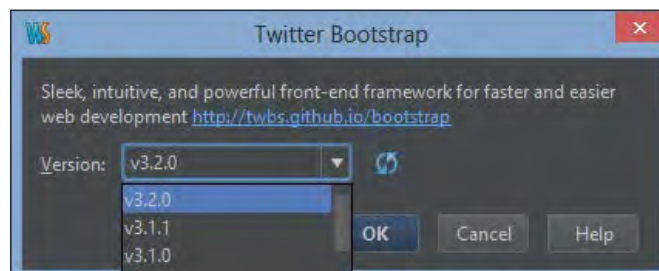 WS
Twitter Bootstrap
Sleek, intuitive, and powerful front-end framework for faster and easier
web development http://twbs.github.io/bootstrap
Version:
v3.2.0
v3.2.0
v3.1.1
v3.1.0
OK
Cancel
Help